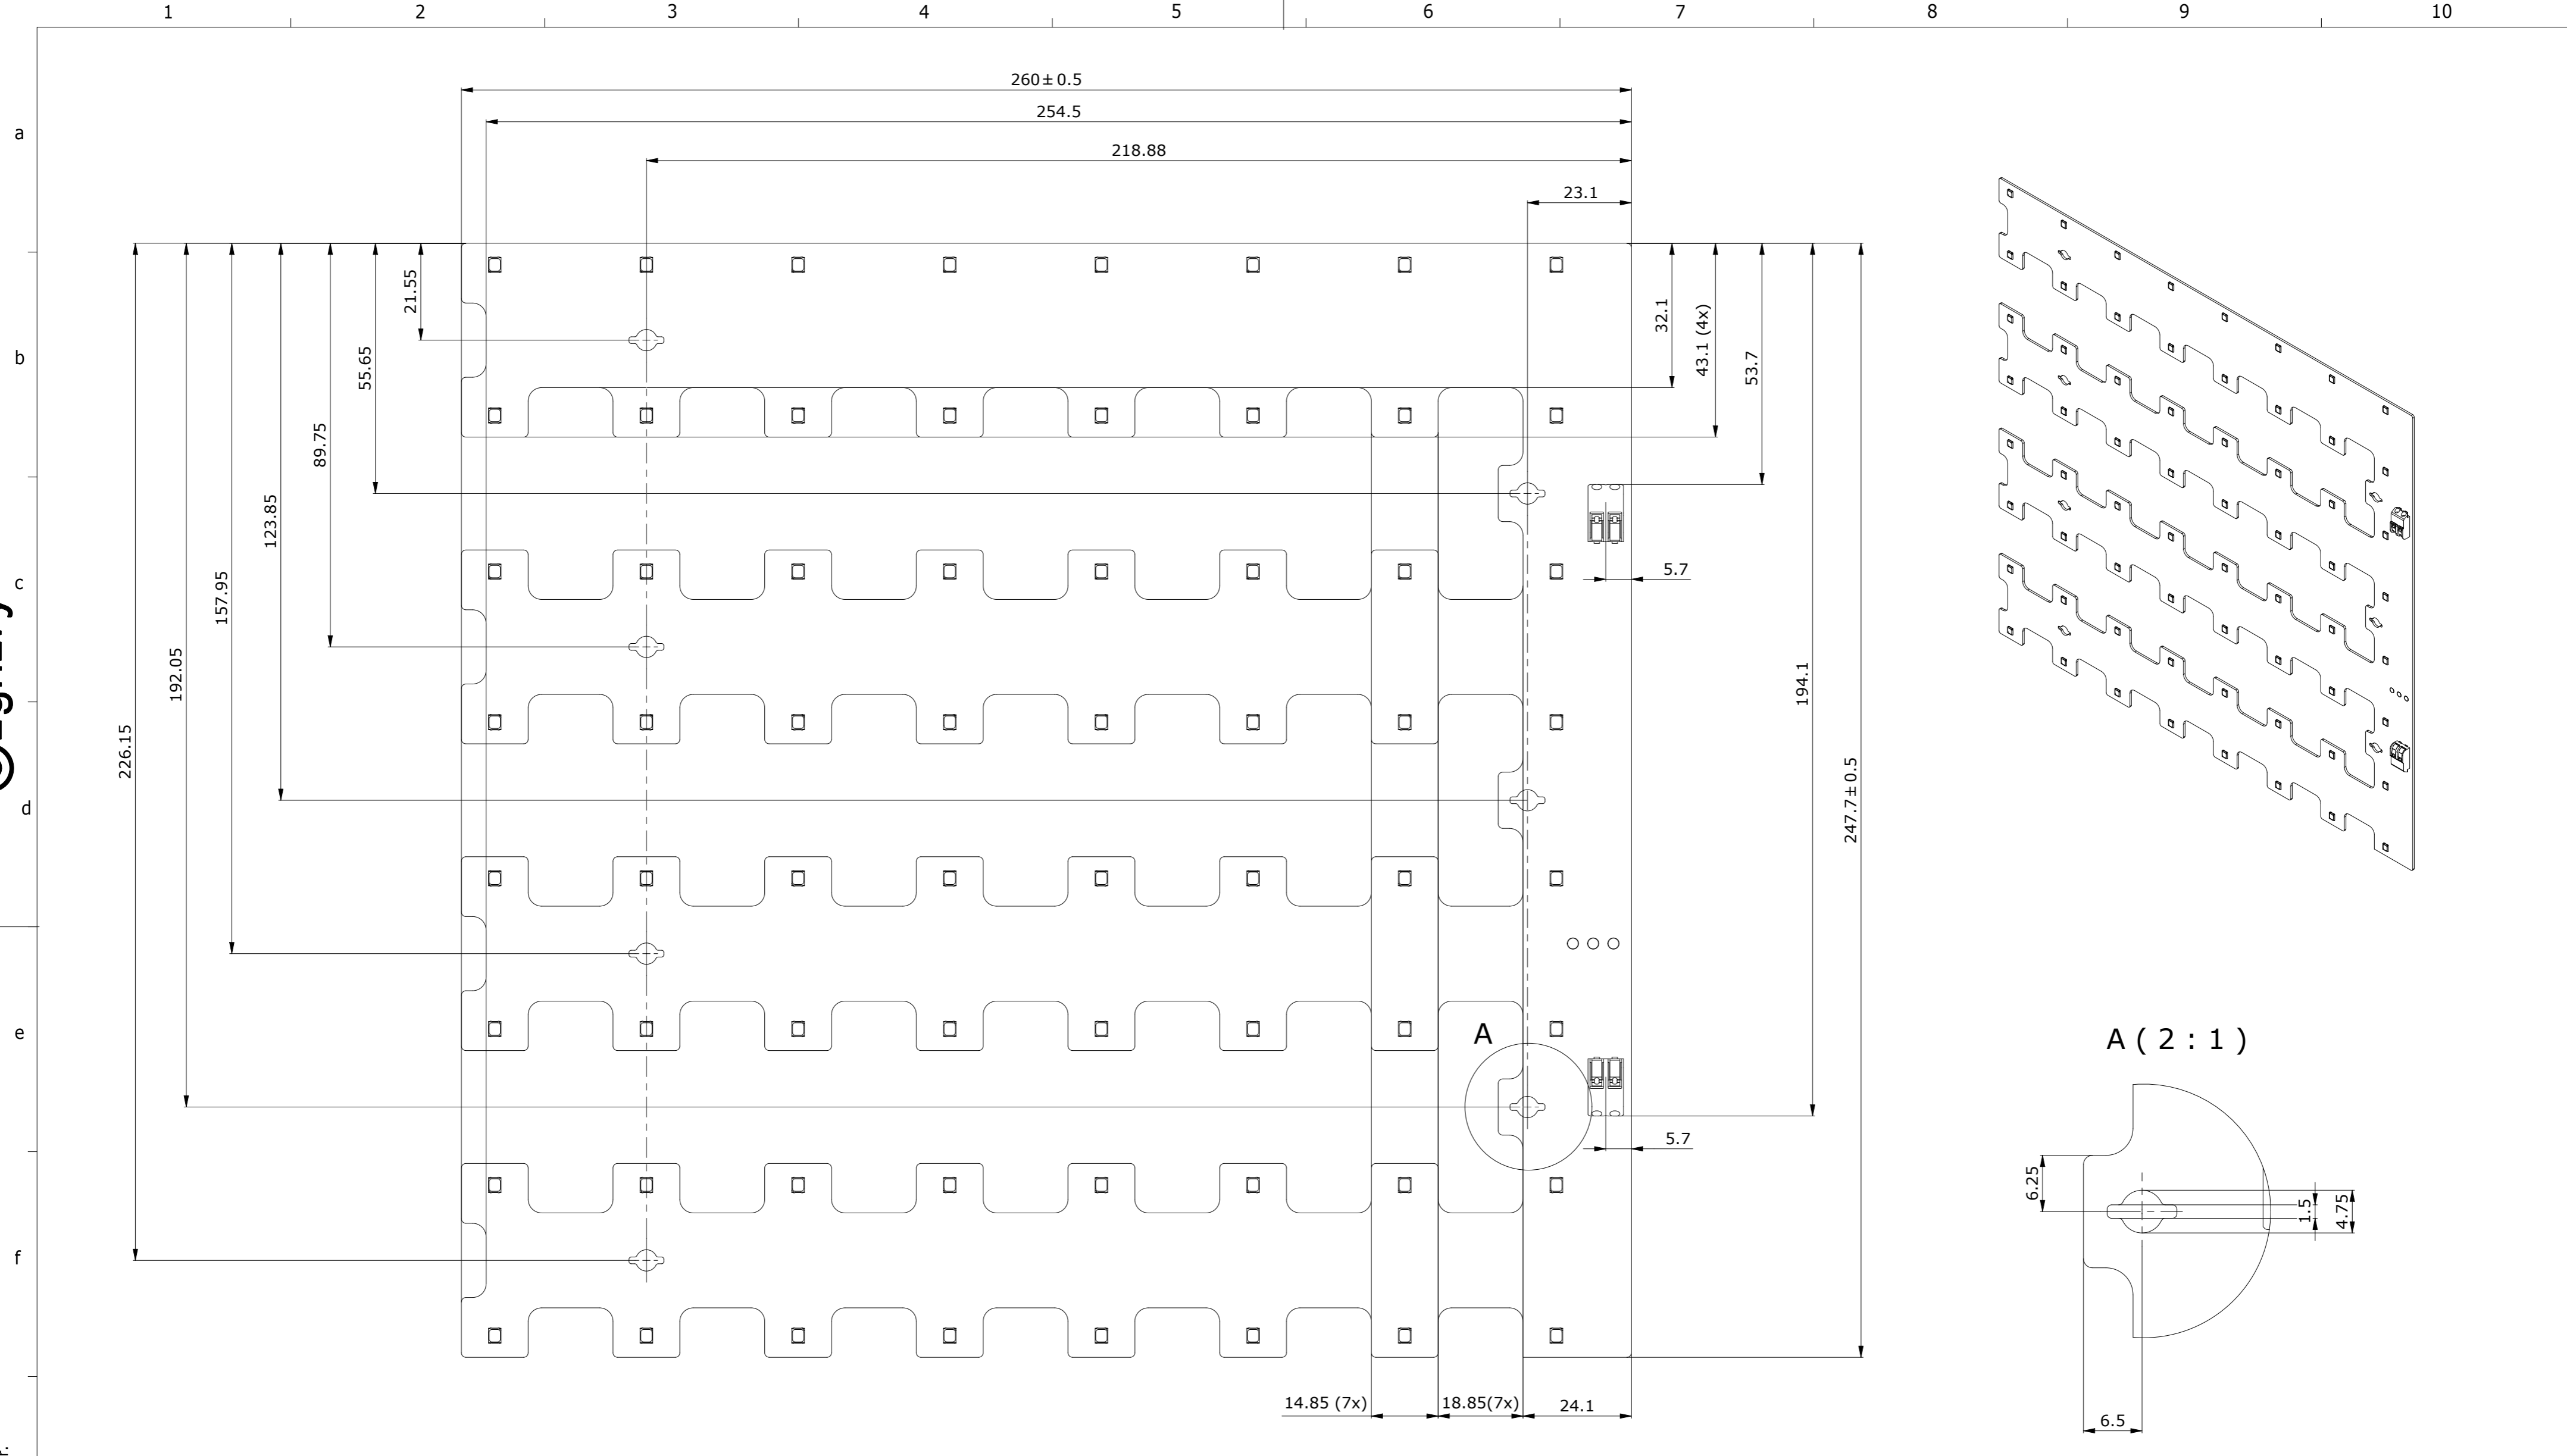 1 2 3 4 5 6 7 8 9 10
260±0.5
a
254.5
218.88
23.1
21.55
32.1
43.1 (4x)
b
55.65
53.7
89.75
123.85
c
5.7
157.95
192.05
194.1
226.15
247.7±0.5
d
e
A
A ( 2 : 1 )
5.7
6.25
1.5
4.75
f
14.85 (7x)
18.85(7x)
24.1
6.5